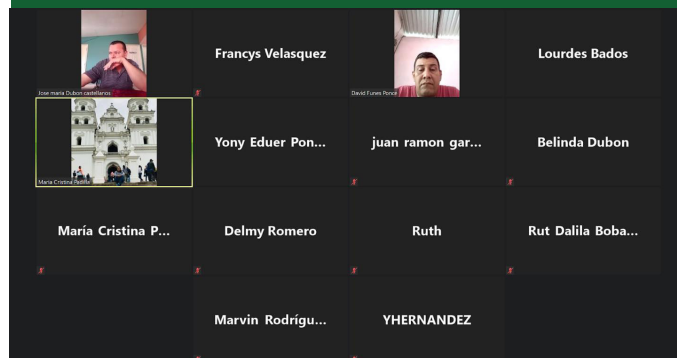 Jose maria Dubon castellanos
Francys Velasquez
David Funes Ponce
Lourdes Bados
Maria Cristina Padilla
Yony Eduer Pon...
juan ramon gar...
Belinda Dubon
María Cristina P...
Delmy Romero
Ruth
Rut Dalila Boba...
Marvin Rodrígu...
YHERNANDEZ